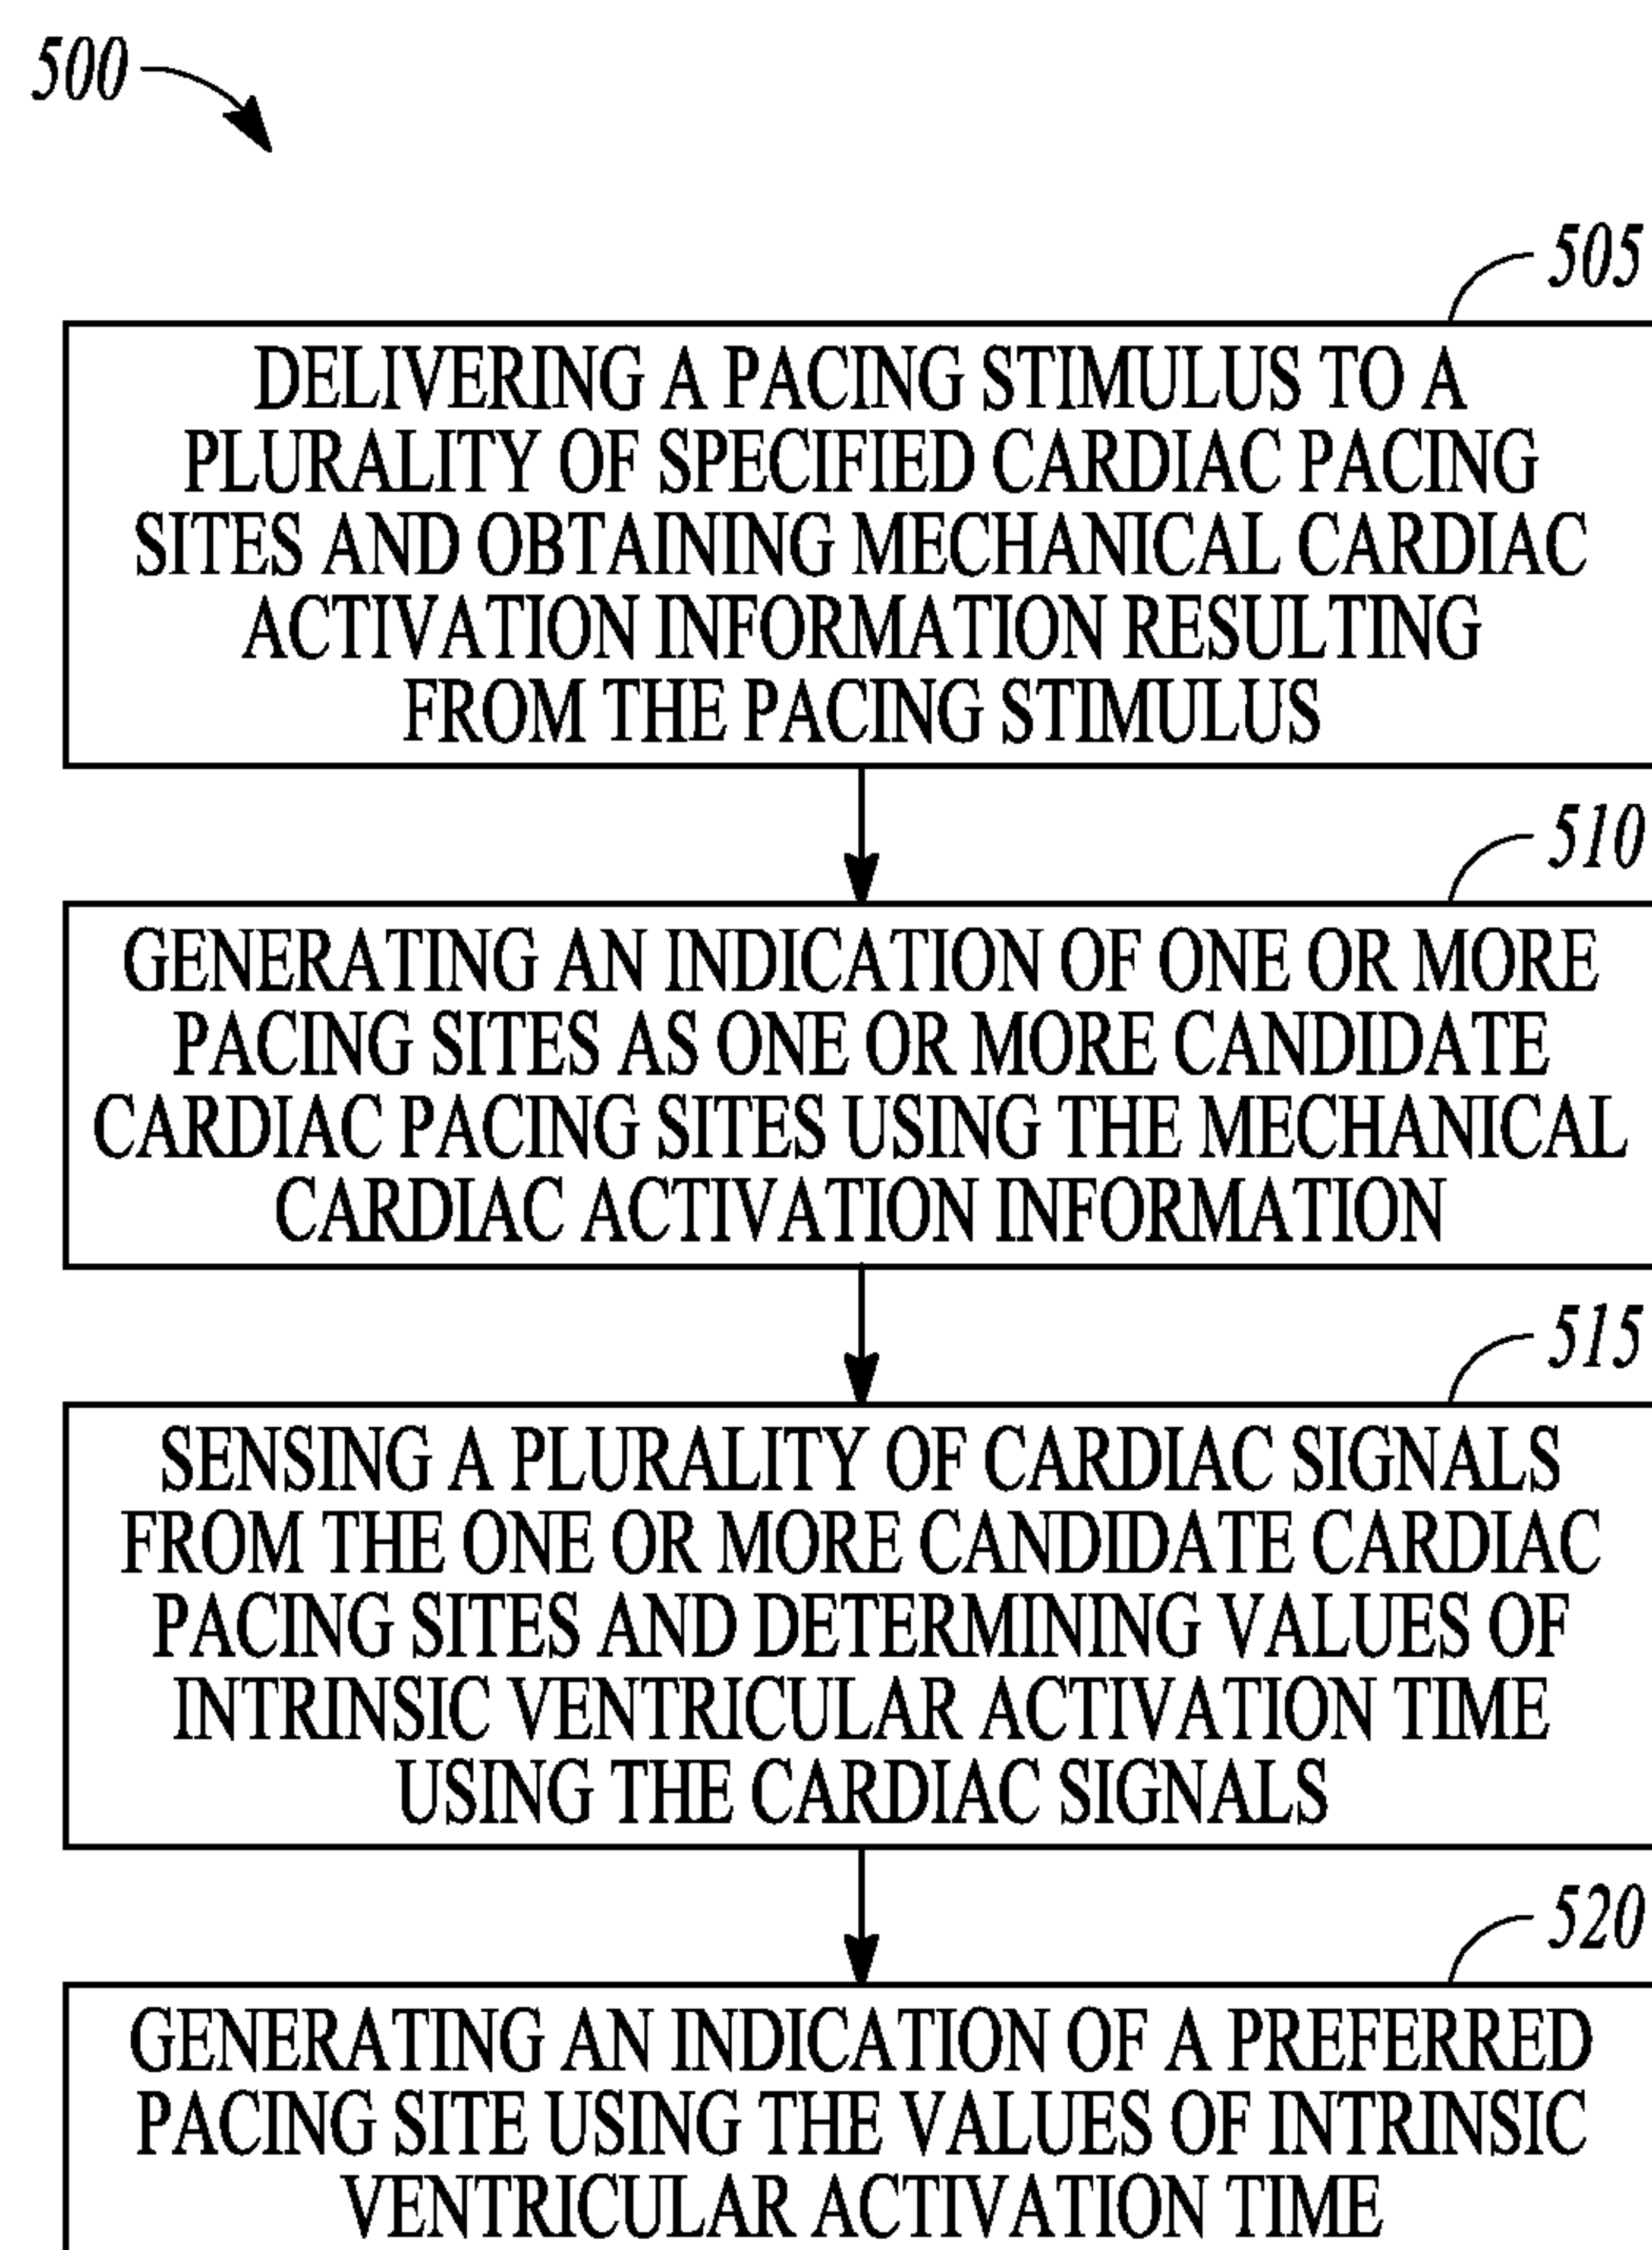 500
505
DELIVERING A PACING STIMULUS TO A
PLURALITY OF SPECIFIED CARDIAC PACING
SITES AND OBTAINING MECHANICAL CARDIAC
ACTIVATION INFORMATION RESULTING
FROM THE PACING STIMULUS
510
GENERATING AN INDICATION OF ONE OR MORE
PACING SITES AS ONE OR MORE CANDIDATE
CARDIAC PACING SITES USING THE MECHANICAL
CARDIAC ACTIVATION INFORMATION
515
SENSING A PLURALITY OF CARDIAC SIGNALS
FROM THE ONE OR MORE CANDIDATE CARDIAC
PACING SITES AND DETERMINING VALUES OF
INTRINSIC VENTRICULAR ACTIVATION TIME
USING THE CARDIAC SIGNALS
520
GENERATING AN INDICATION OF A PREFERRED
PACING SITE USING THE VALUES OF INTRINSIC
VENTRICULAR ACTIVATION TIME